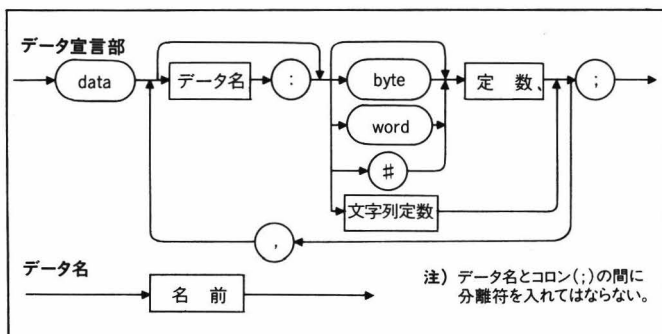 データ宣言部
data
データ名
:
byte
定 数
;
word
#
文字列定数
,
データ名
名 前
注) データ名とコロン(;)の間に
分離符を入れてはならない。